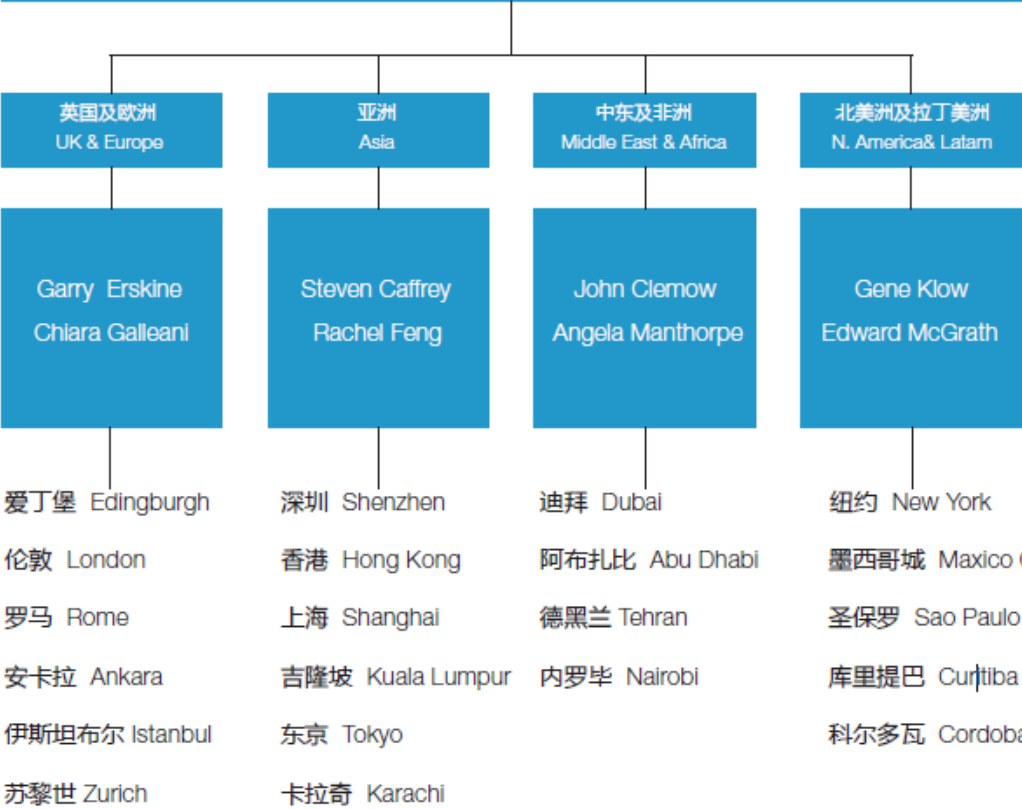 英国及欧洲
UK & Europe
Garry Erskine
Chiara Galleani
爱丁堡 Edingburgh
伦敦 London
罗马 Rome
安卡拉 Ankara
伊斯坦布尔 Istanbul
苏黎世 Zurich
亚洲
Asia
Steven Caffrey
Rachel Feng
深圳 Shenzhen
香港 Hong Kong
上海 Shanghai
吉隆坡 Kuala Lumpur
东京 Tokyo
卡拉奇 Karachi
中东及非洲
Middle East & Africa
John Clemow
Angela Manthorpe
迪拜 Dubai
阿布扎比 Abu Dhabi
德黑兰 Tehran
内罗毕 Nairobi
北美洲及拉丁美洲
N. America& Latam
Gene Klow
Edward McGrath
纽约 New York
墨西哥城 Maxico
圣保罗 Sao Paulo
库里提巴 Curitiba
科尔多瓦 Cordoba